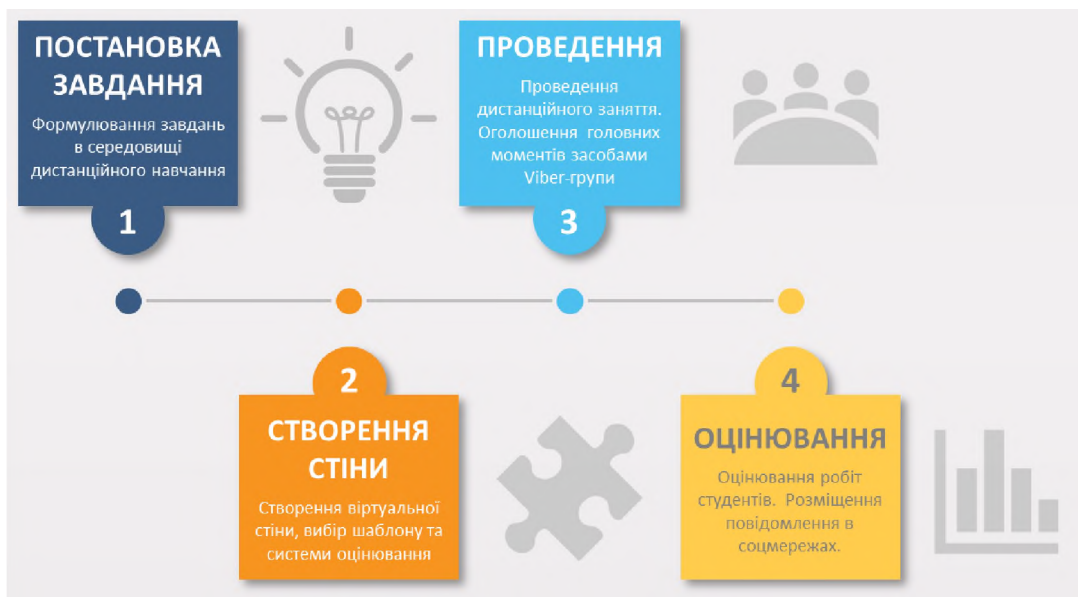 ПОСТАНОВКА
ЗАВДАННЯ
Формулювання завдань
в середовищі
дистанційного навчання
1
2
СТВОРЕННЯ
СТІНИ
Створення віртуальної
стіни, вибір шаблону та
системи оцінювання
ПРОВЕДЕННЯ
Проведення
дистанційного заняття.
Оголошення головних
моментів засобами
Viber-групи
3
4
ОЦІНЮВАННЯ
Оцінювання робіт
студентів. Розміщення
повідомлення в
соцмережах.